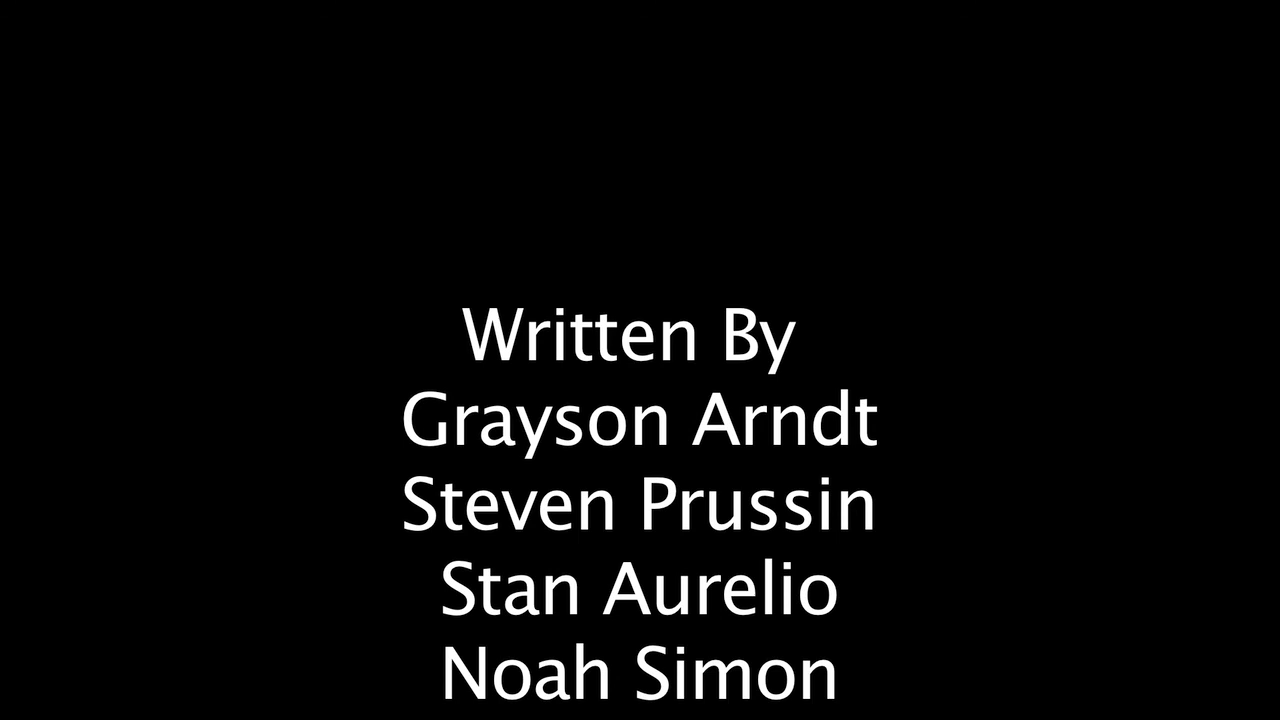 Written By
Grayson Arndt
Steven Prussin
Stan Aurelio
Noah Simon